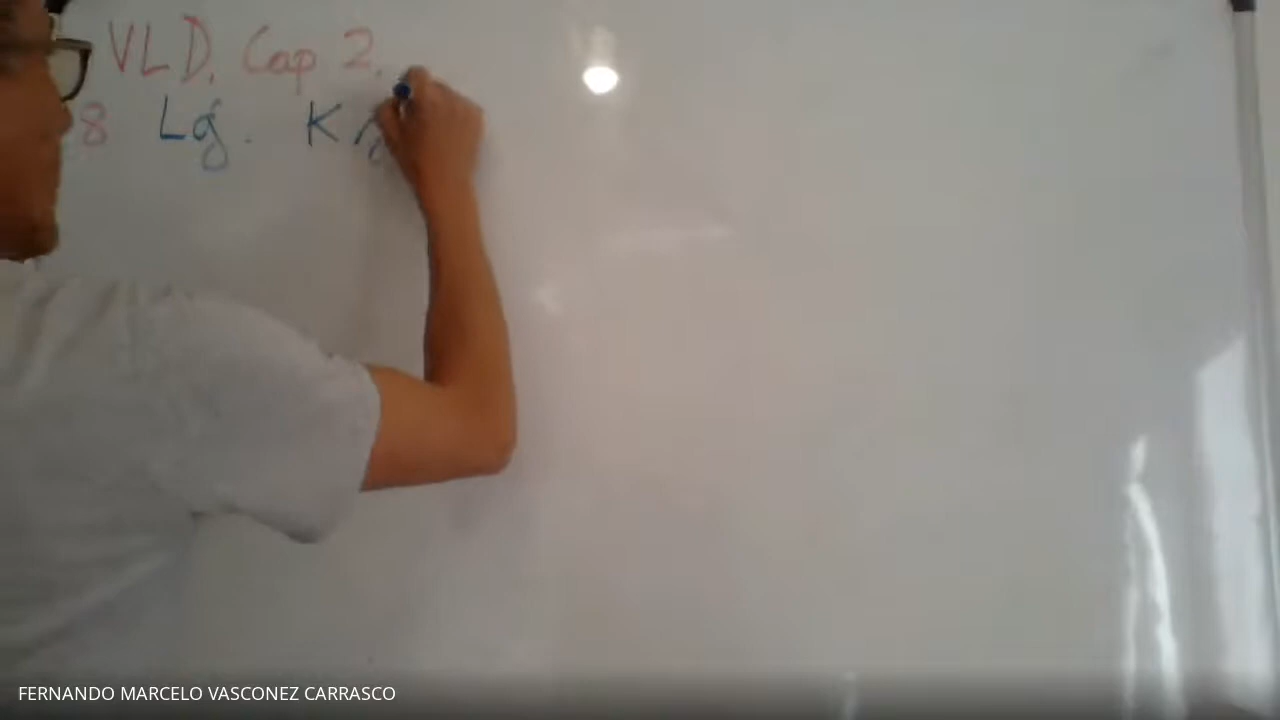 VLD. Cap 2.
8 Lg. K
FERNANDO MARCELO VASCONEZ CARRASCO